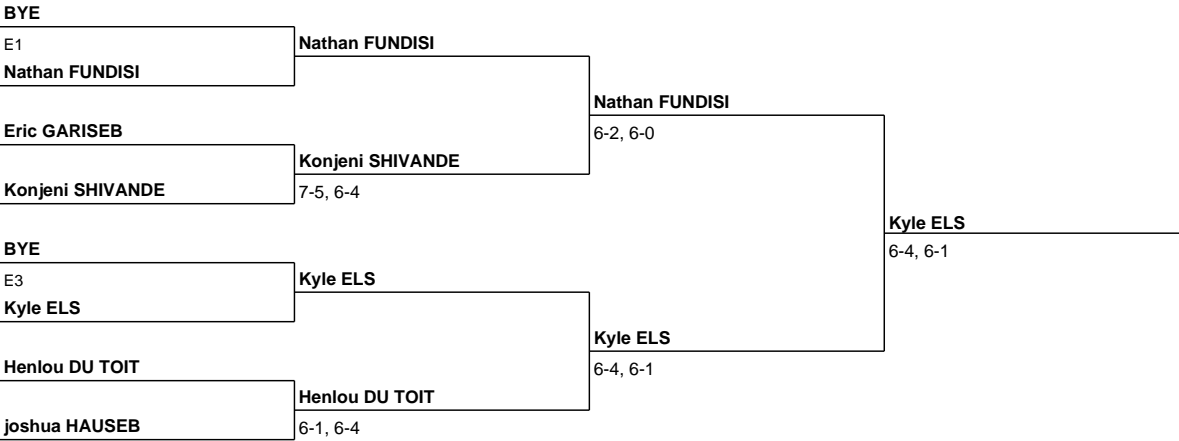 BYE
E1
Nathan FUNDISI
Nathan FUNDISI
Eric GARISEB
Konjeni SHIVANDE
Konjeni SHIVANDE
7-5, 6-4
Nathan FUNDISI
6-2, 6-0
BYE
E3
Kyle ELS
Kyle ELS
Henlou DU TOIT
joshua HAUSEB
Henlou DU TOIT
6-1, 6-4
Kyle ELS
6-4, 6-1
Kyle ELS
6-4, 6-1